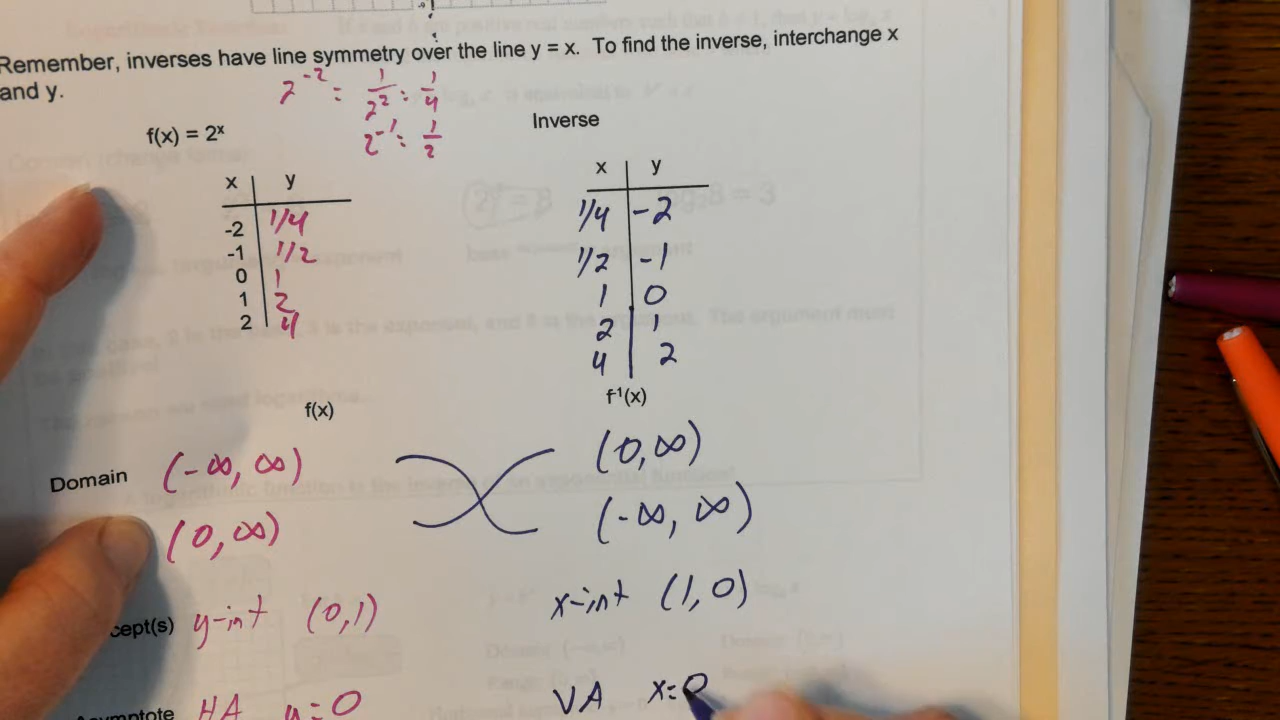 Remember, inverses have line symmetry over the line y = x. To find the inverse, interchange x
and y.
2⁻² = 1/2² = 1/4
2⁻¹ = 1/2
f(x) = 2ˣ
Inverse
x | y
-2 | 1/4
-1 | 1/2
0 | 1
1 | 2
2 | 4
x | y
1/4 | -2
1/2 | -1
1 | 0
2 | 1
4 | 2
f(x) f⁻¹(x)
Domain (-∞, ∞) (0, ∞)
(0, ∞) (-∞, ∞)
cept(s) y-int (0,1) x-int (1,0)
HA y=0 VA x=0